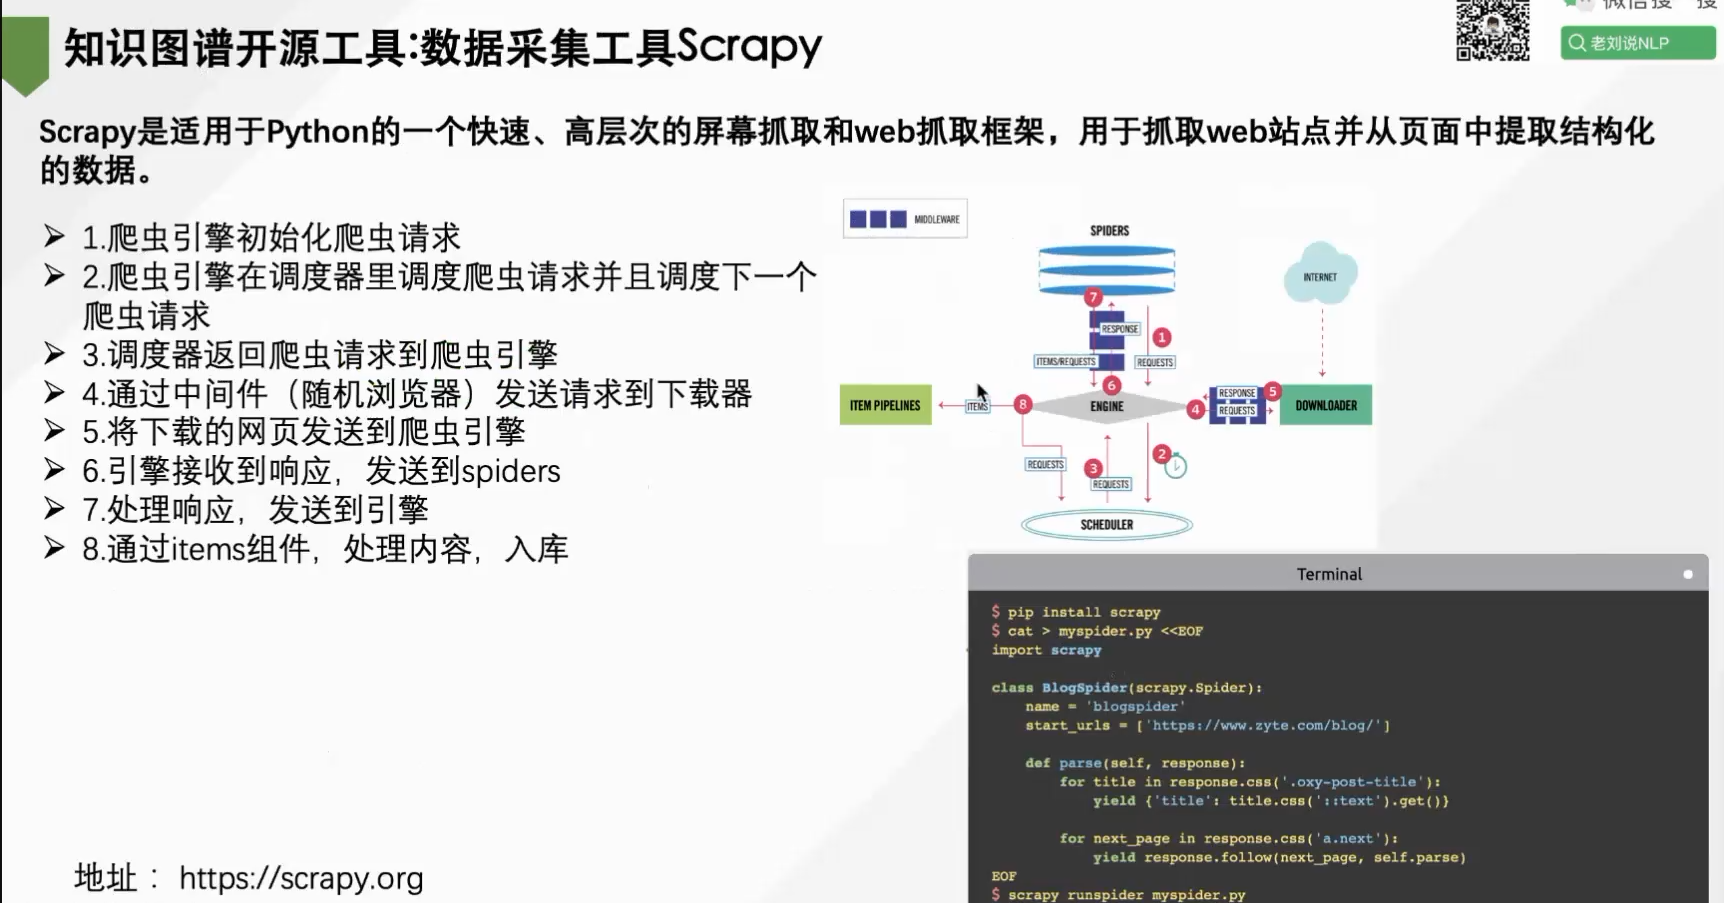 知识图谱开源工具:数据采集工具Scrapy
老刘说NLP
Scrapy是适用于Python的一个快速、高层次的屏幕抓取和web抓取框架，用于抓取web站点并从页面中提取结构化
的数据。
➢ 1.爬虫引擎初始化爬虫请求
➢ 2.爬虫引擎在调度器里调度爬虫请求并且调度下一个
爬虫请求
➢ 3.调度器返回爬虫请求到爬虫引擎
➢ 4.通过中间件（随机浏览器）发送请求到下载器
➢ 5.将下载的网页发送到爬虫引擎
➢ 6.引擎接收到响应，发送到spiders
➢ 7.处理响应，发送到引擎
➢ 8.通过items组件，处理内容，入库
MIDDLEWARE
SPIDERS
INTERNET
7
RESPONSE
1
ITEMS/REQUESTS
REQUESTS
6
ITEM PIPELINES
ITEMS
8
ENGINE
4
RESPONSE
REQUESTS
5
DOWNLOADER
REQUESTS
3
REQUESTS
2
SCHEDULER
Terminal
$ pip install scrapy
$ cat > myspider.py <<EOF
import scrapy
class BlogSpider(scrapy.Spider):
name = 'blogspider'
start_urls = ['https://www.zyte.com/blog/']
def parse(self, response):
for title in response.css('.oxy-post-title'):
yield {'title': title.css('::text').get()}
for next_page in response.css('a.next'):
yield response.follow(next_page, self.parse)
EOF
$ scrapy runspider myspider.py
地址 ：https://scrapy.org